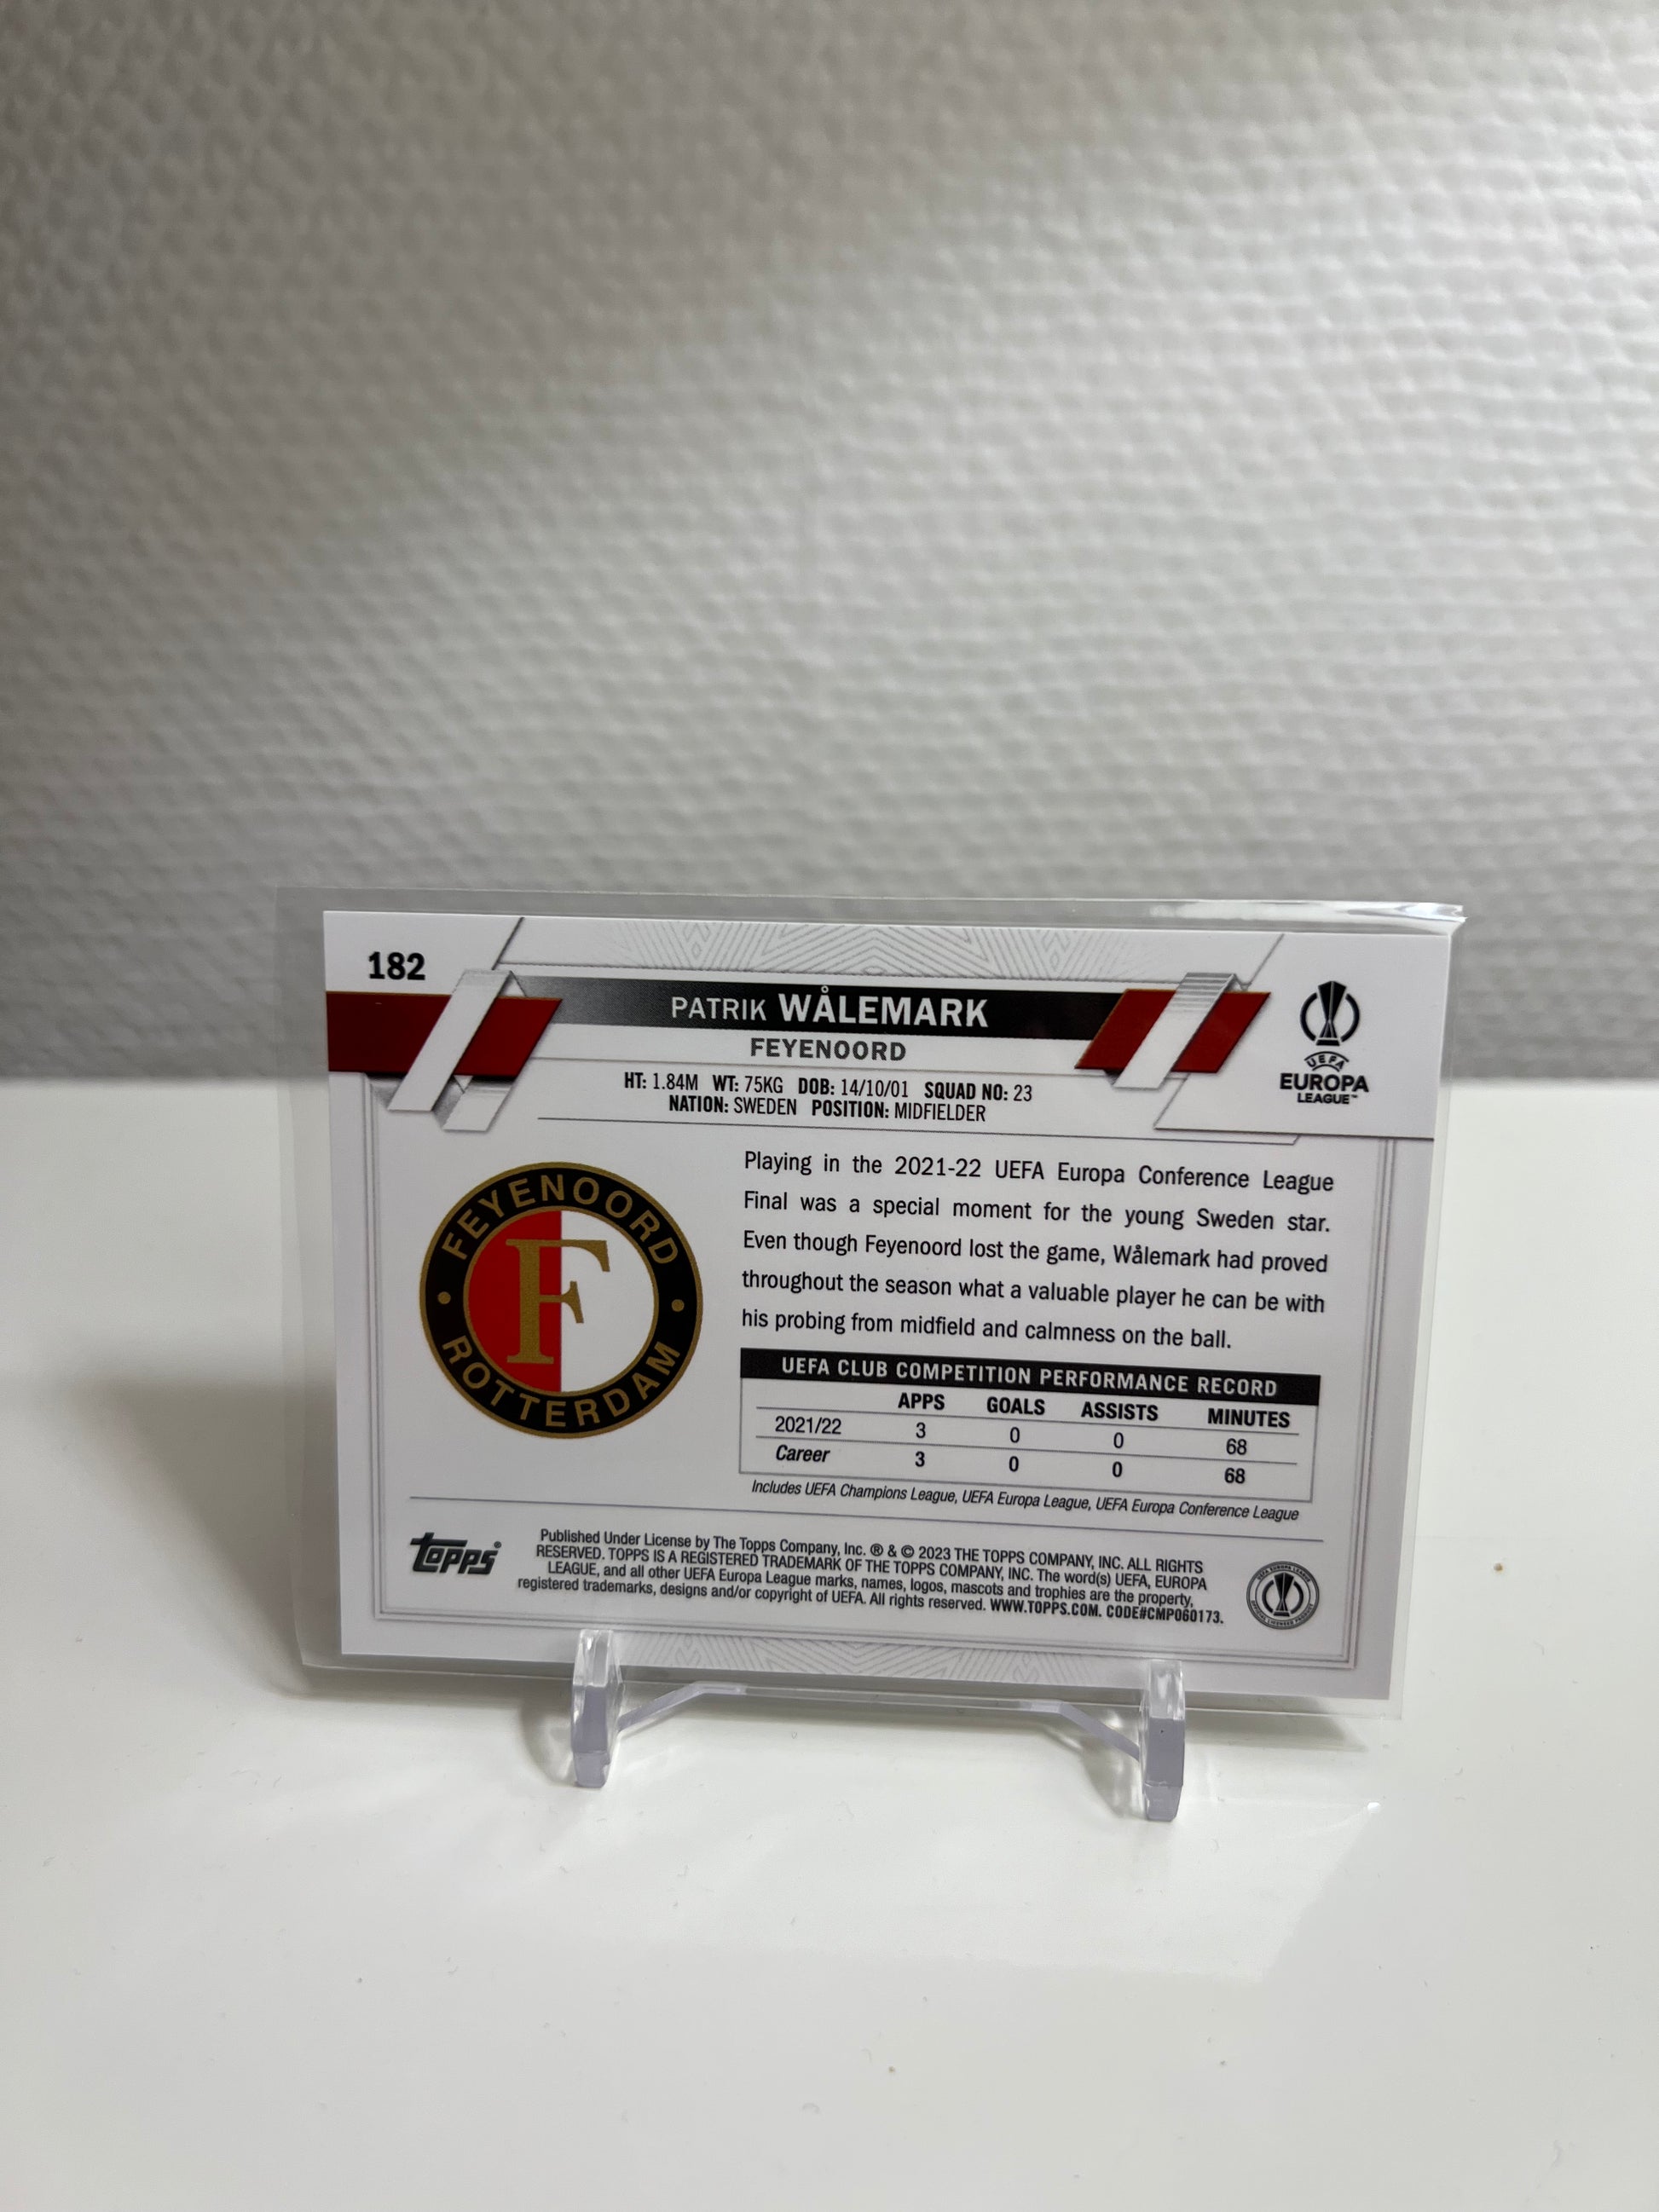 182
PATRIK WÅLEMARK
FEYENOORD
HT: 1.84M WT: 75KG DOB: 14/10/01 SQUAD NO: 23
NATION: SWEDEN POSITION: MIDFIELDER
UEFA
EUROPA
LEAGUE™
FEYENOORD
F
ROTTERDAM
Playing in the 2021-22 UEFA Europa Conference League
Final was a special moment for the young Sweden star.
Even though Feyenoord lost the game, Wålemark had proved
throughout the season what a valuable player he can be with
his probing from midfield and calmness on the ball.
UEFA CLUB COMPETITION PERFORMANCE RECORD
APPS GOALS ASSISTS MINUTES
2021/22 3 0 0 68
Career 3 0 0 68
Includes UEFA Champions League, UEFA Europa League, UEFA Europa Conference League
topps®
Published Under License by The Topps Company, Inc. ® & © 2023 THE TOPPS COMPANY, INC. ALL RIGHTS
RESERVED. TOPPS IS A REGISTERED TRADEMARK OF THE TOPPS COMPANY, INC. The word(s) UEFA, EUROPA
LEAGUE, and all other UEFA Europa League marks, names, logos, mascots and trophies are the property,
registered trademarks, designs and/or copyright of UEFA. All rights reserved. WWW.TOPPS.COM. CODE#CMP060173.